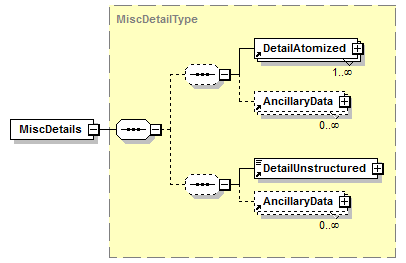 MiscDetailType
DetailAtomized
1..∞
AncillaryData
0..∞
MiscDetails
DetailUnstructured
AncillaryData
0..∞